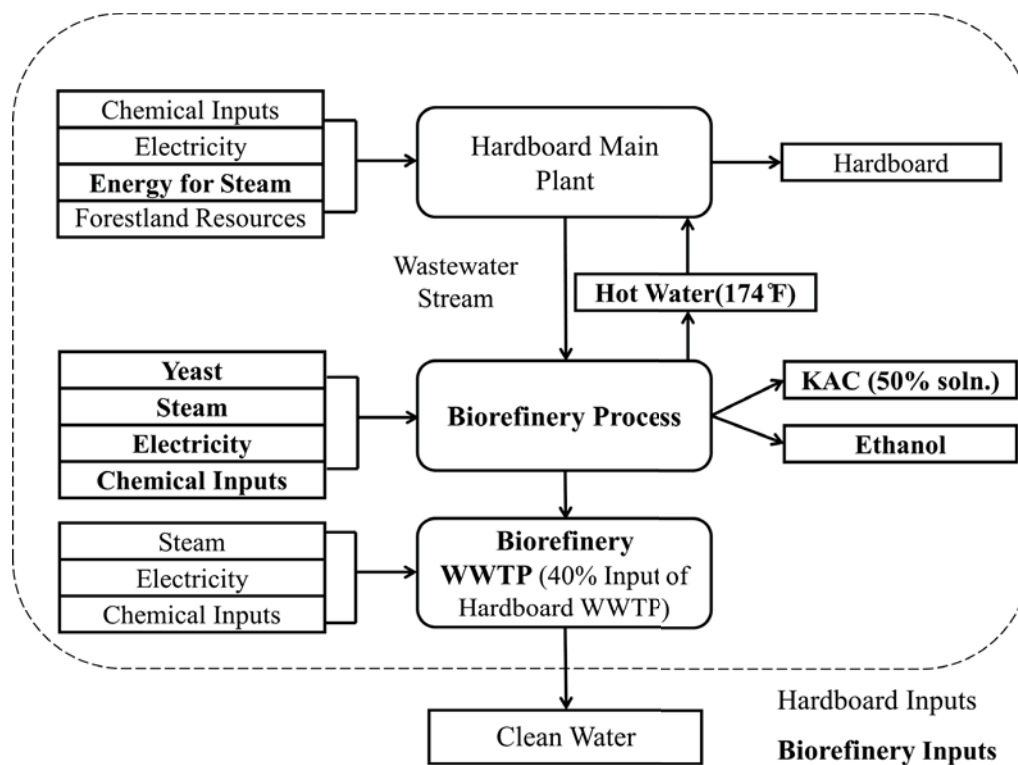 Chemical Inputs
Electricity
Energy for Steam
Forestland Resources
Hardboard Main
Plant
Hardboard
Wastewater
Stream
Hot Water(174°F)
Yeast
Steam
Electricity
Chemical Inputs
Biorefinery Process
KAC (50% soln.)
Ethanol
Steam
Electricity
Chemical Inputs
Biorefinery
WWTP (40% Input of
Hardboard WWTP)
Clean Water
Hardboard Inputs
Biorefinery Inputs